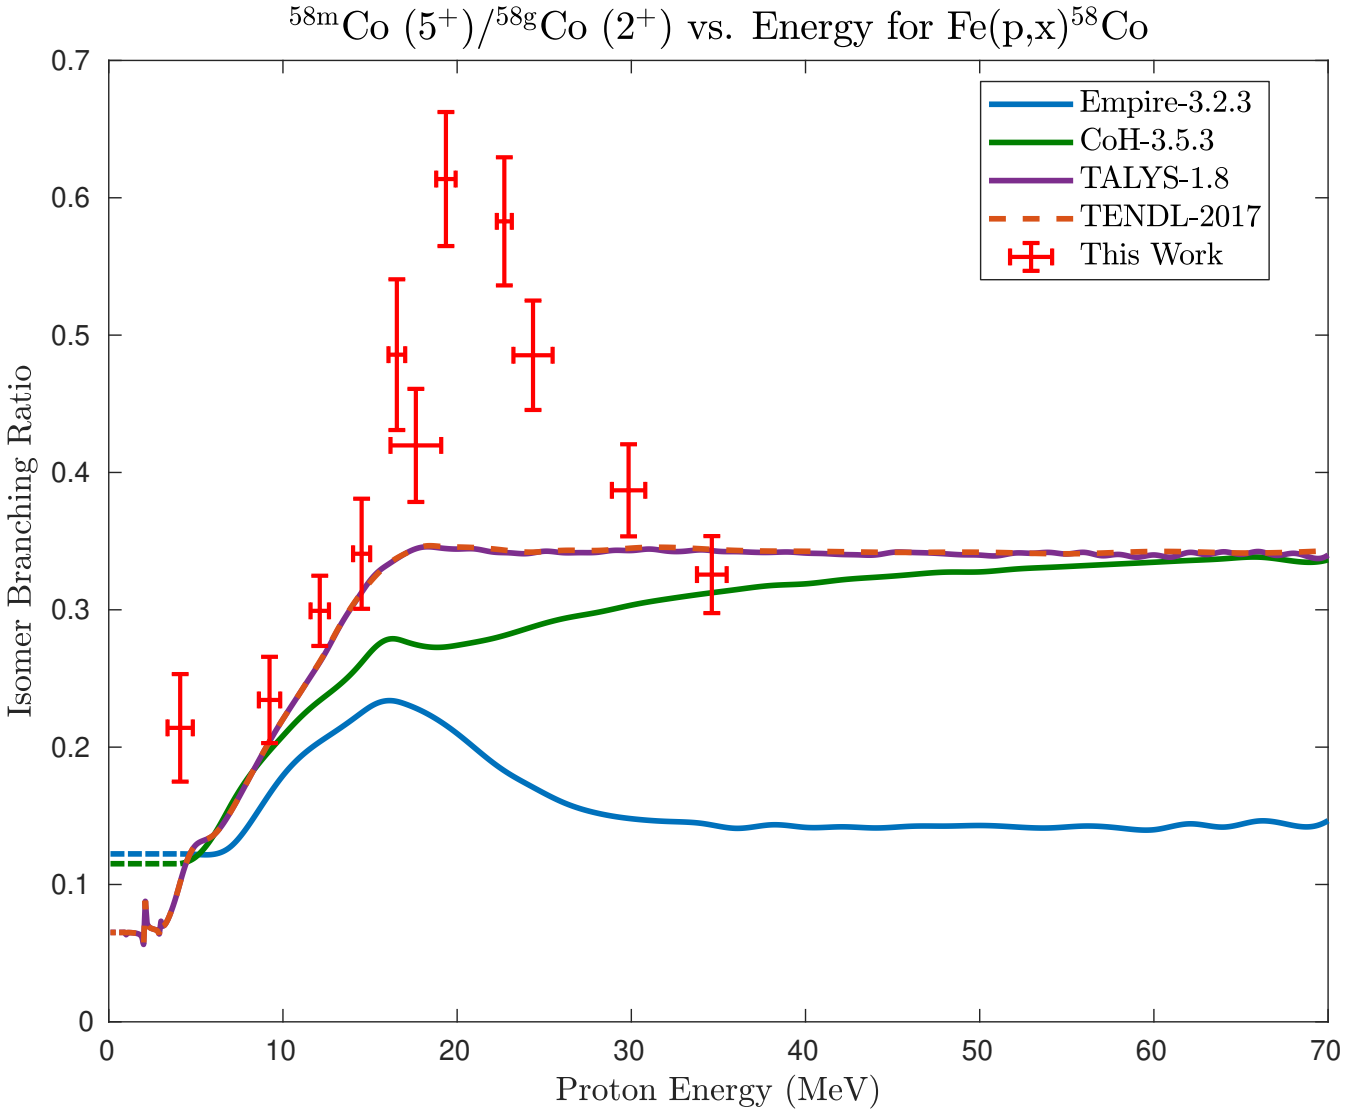 ⁵⁸ᵐCo (5⁺)/⁵⁸ᵍCo (2⁺) vs. Energy for Fe(p,x)⁵⁸Co
0.7
0.6
0.5
0.4
0.3
0.2
0.1
0
Isomer Branching Ratio
Empire-3.2.3
CoH-3.5.3
TALYS-1.8
TENDL-2017
This Work
0 10 20 30 40 50 60 70
Proton Energy (MeV)